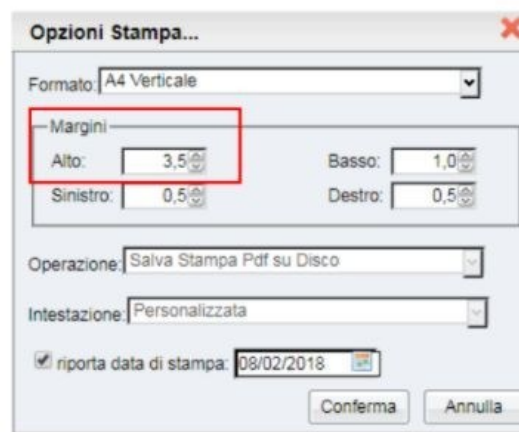 Opzioni Stampa...
Formato: A4 Verticale
Margini
Alto: 3,5 Basso: 1,0
Sinistro: 0,5 Destro: 0,5
Operazione: Salva Stampa Pdf su Disco
Intestazione: Personalizzata
riporta data di stampa: 08/02/2018
Conferma Annulla